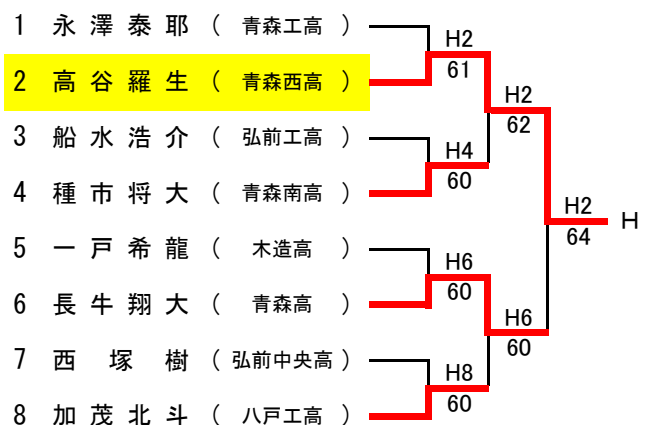 1 永澤泰耶 （ 青森工高 ）
H2
2 高谷羅生 （ 青森西高 ）
61
H2
3 船水浩介 （ 弘前工高 ）
62
H4
4 種市将大 （ 青森南高 ）
60
H2 H
64
5 一戸希龍 （ 木造高 ）
H6
6 長牛翔大 （ 青森高 ）
60
H6
7 西塚樹 （ 弘前中央高 ）
60
H8
8 加茂北斗 （ 八戸工高 ）
60